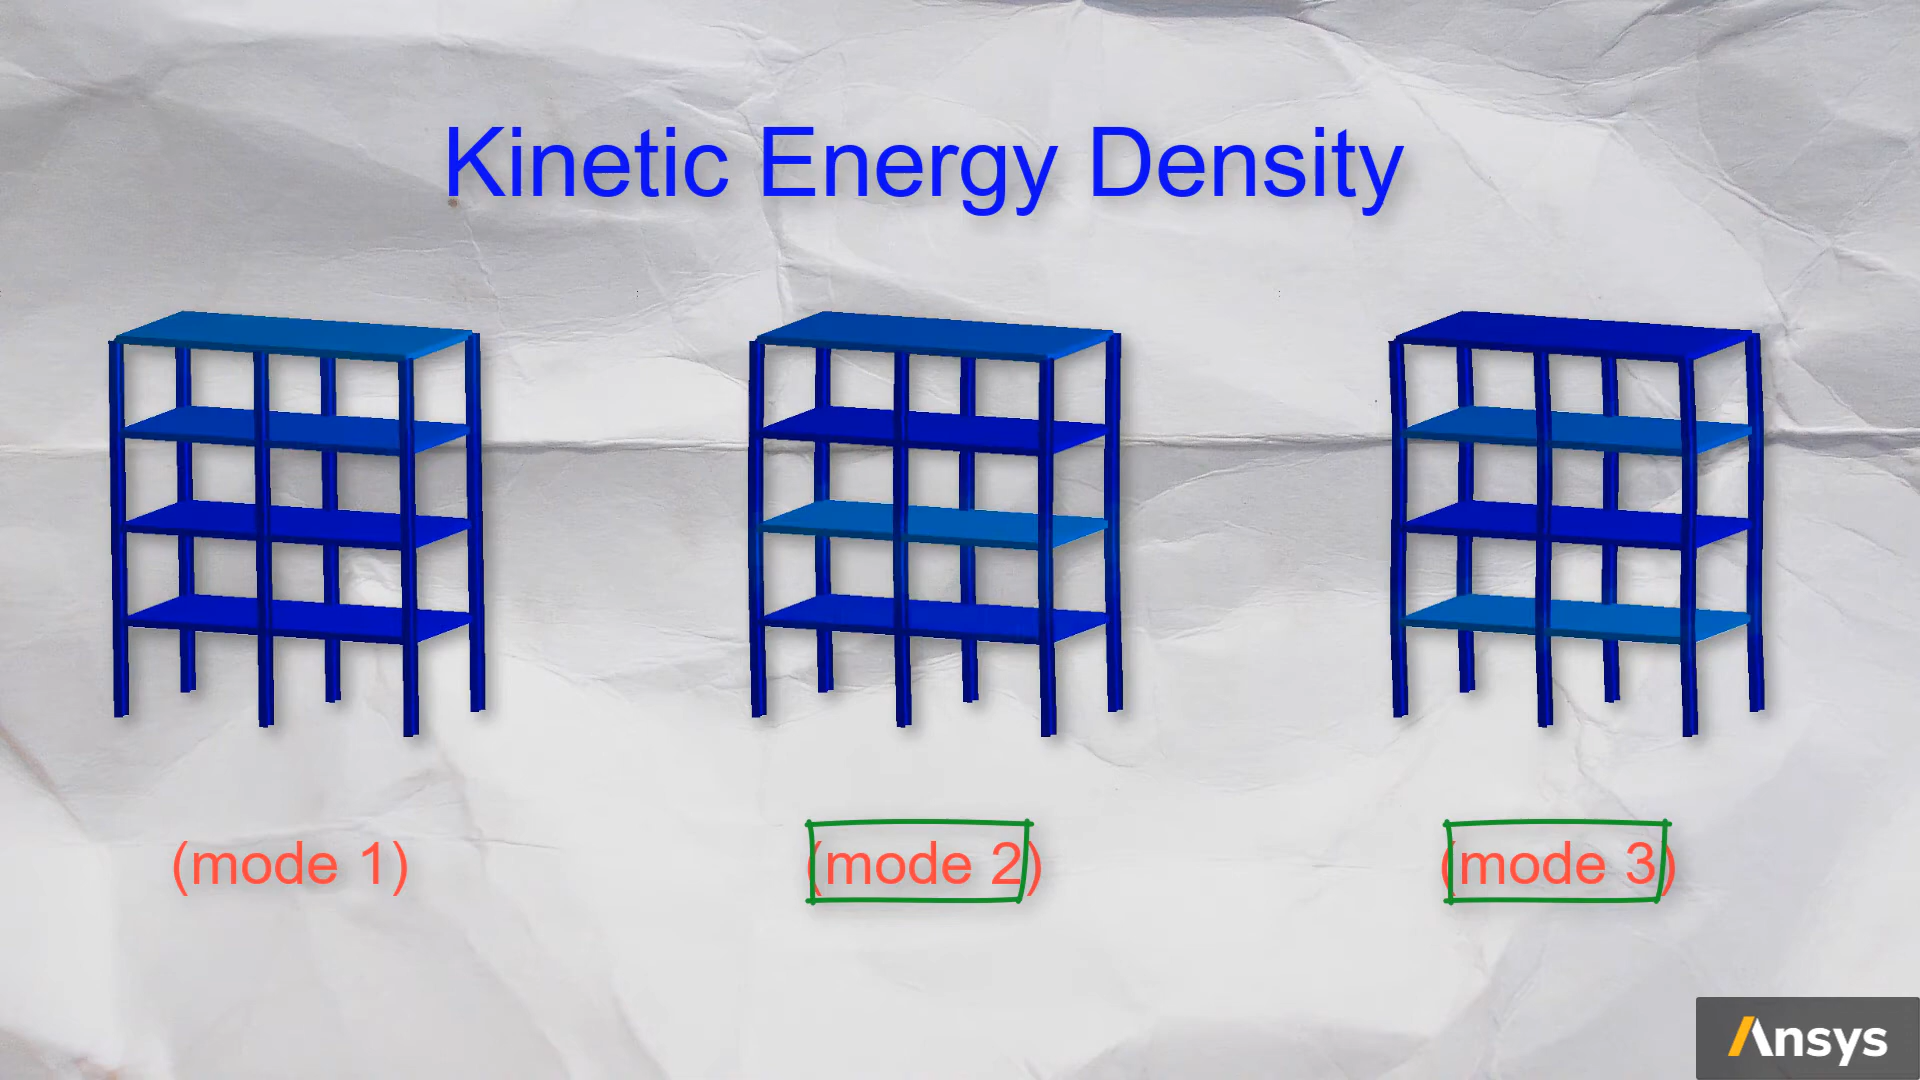 Kinetic Energy Density
(mode 1)
(mode 2)
(mode 3)
Ansys